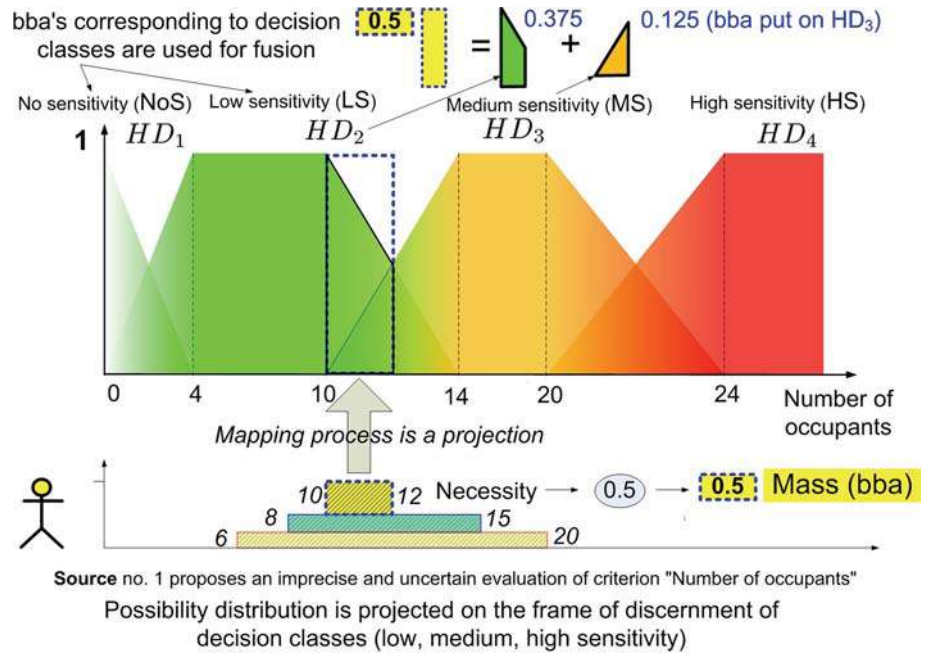 bba's corresponding to decision
classes are used for fusion
0.5
=
0.375
+
0.125 (bba put on HD3)
No sensitivity (NoS)
Low sensitivity (LS)
Medium sensitivity (MS)
High sensitivity (HS)
1
HD1
HD2
HD3
HD4
0
4
10
14
20
24
Number of
occupants
Mapping process is a projection
10
12
Necessity
0.5
0.5
Mass (bba)
8
15
6
20
Source no. 1 proposes an imprecise and uncertain evaluation of criterion "Number of occupants"
Possibility distribution is projected on the frame of discernment of
decision classes (low, medium, high sensitivity)